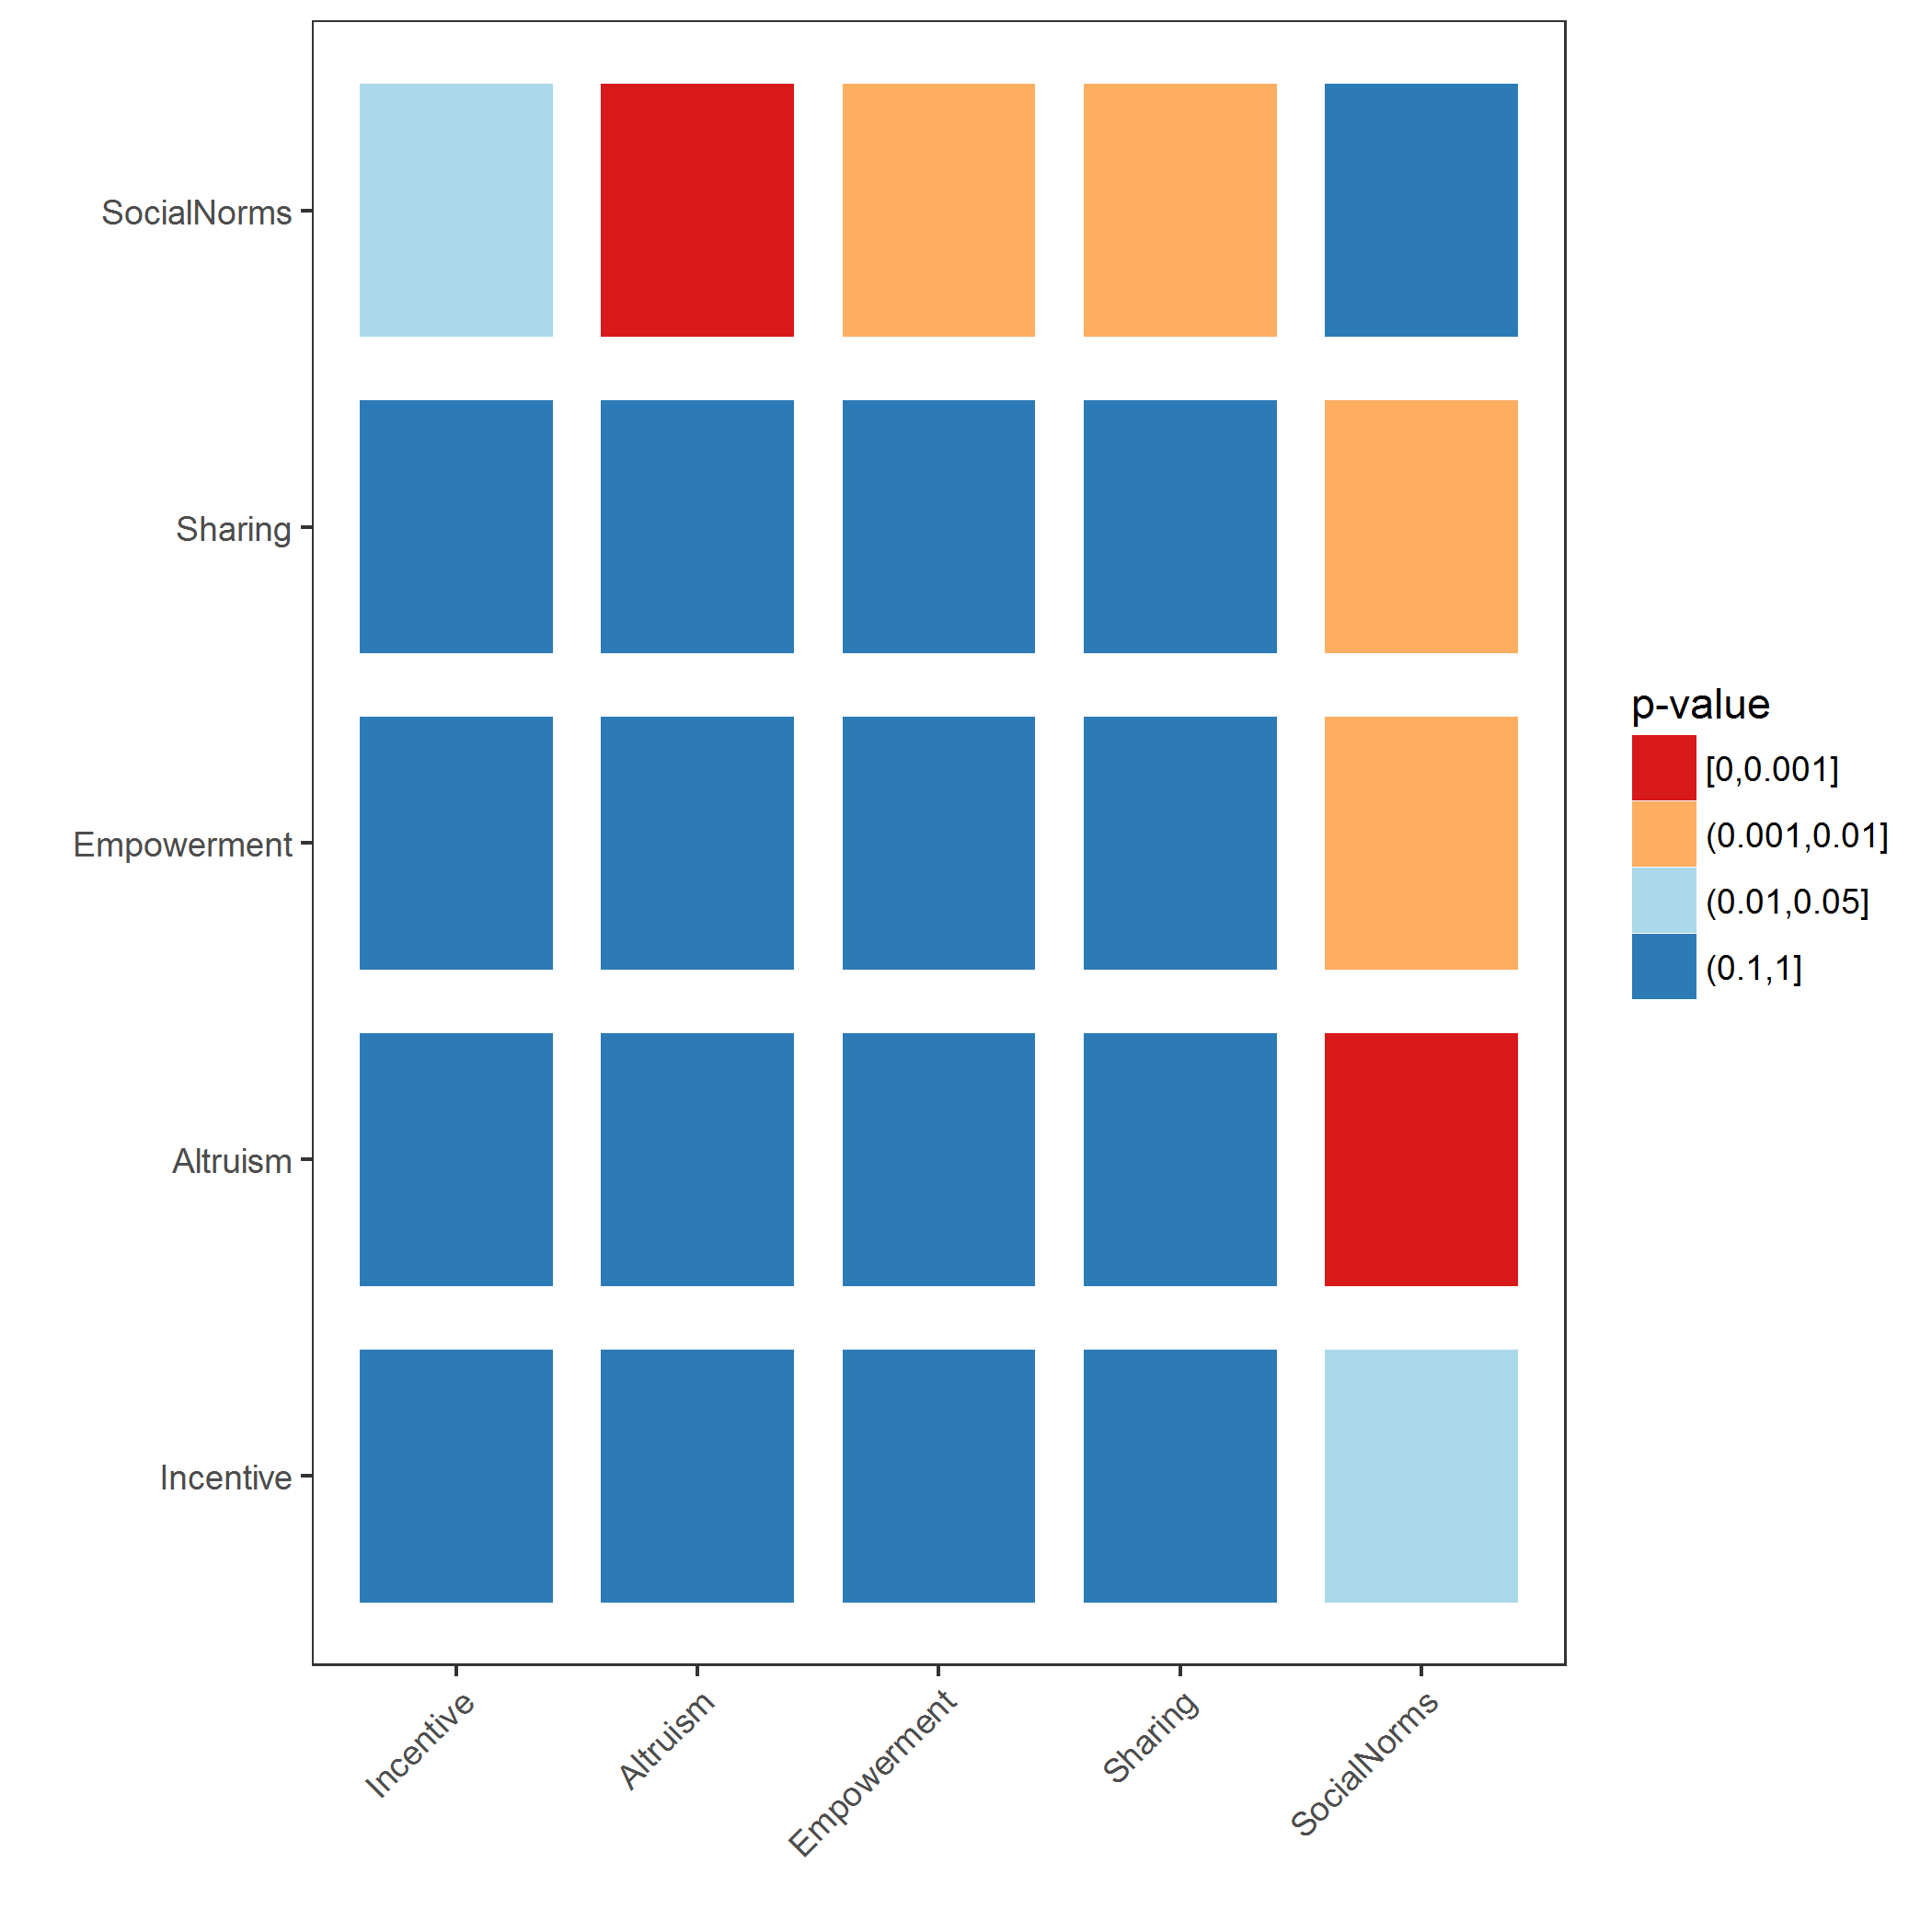 SocialNorms
Sharing
Empowerment
Altruism
Incentive
Incentive
Altruism
Empowerment
Sharing
SocialNorms
p-value
[0,0.001]
(0.001,0.01]
(0.01,0.05]
(0.1,1]